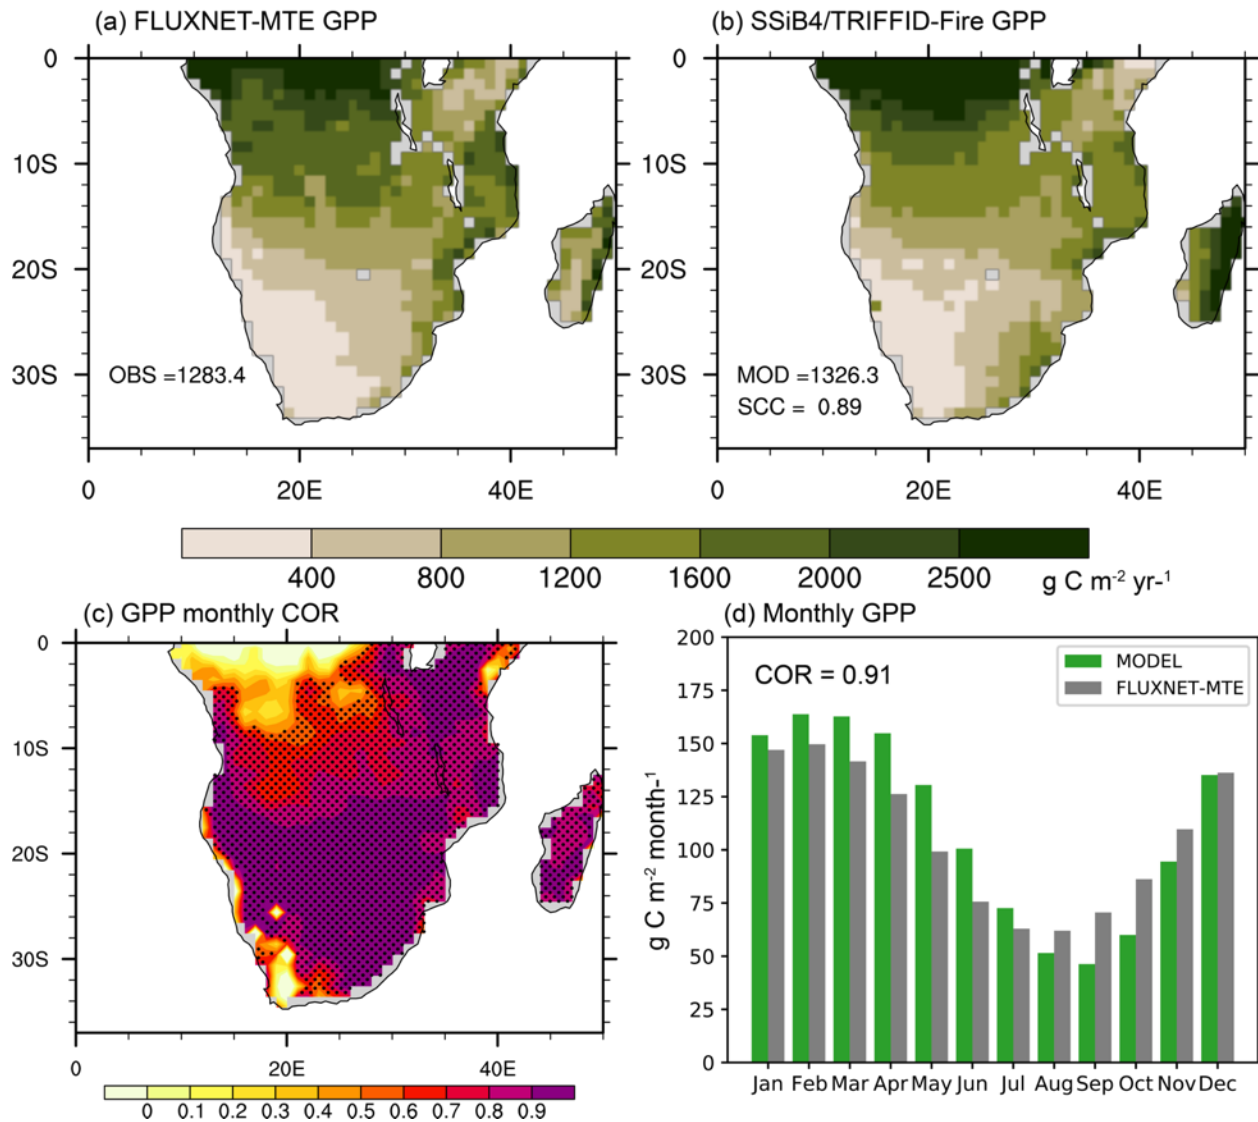 (a) FLUXNET-MTE GPP
(b) SSiB4/TRIFFID-Fire GPP
0
10S
20S
30S
OBS =1283.4
0
20E
40E
0
10S
20S
30S
MOD =1326.3
SCC = 0.89
0
20E
40E
400 800 1200 1600 2000 2500 g C m⁻² yr-¹
(c) GPP monthly COR
0
10S
20S
30S
0
20E
40E
0 0.1 0.2 0.3 0.4 0.5 0.6 0.7 0.8 0.9
(d) Monthly GPP
COR = 0.91
MODEL
FLUXNET-MTE
g C m⁻² month-¹
200
175
150
125
100
75
50
25
0
Jan Feb Mar Apr May Jun Jul Aug Sep Oct Nov Dec